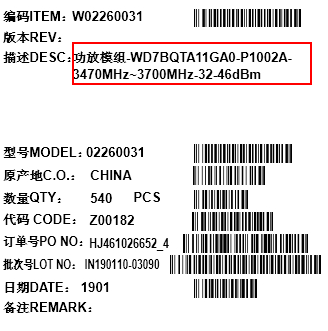 编码ITEM: W02260031
版本REV:
描述DESC: 功放模组-WD7BQTA11GA0-P1002A-
3470MHz~3700MHz-32-46dBm
型号MODEL: 02260031
原产地C.O.: CHINA
数量QTY: 540 PCS
代码 CODE: Z00182
订单号PO NO: HJ461026652_4
批次号LOT NO: IN190110-03090
日期DATE: 1901
备注REMARK: